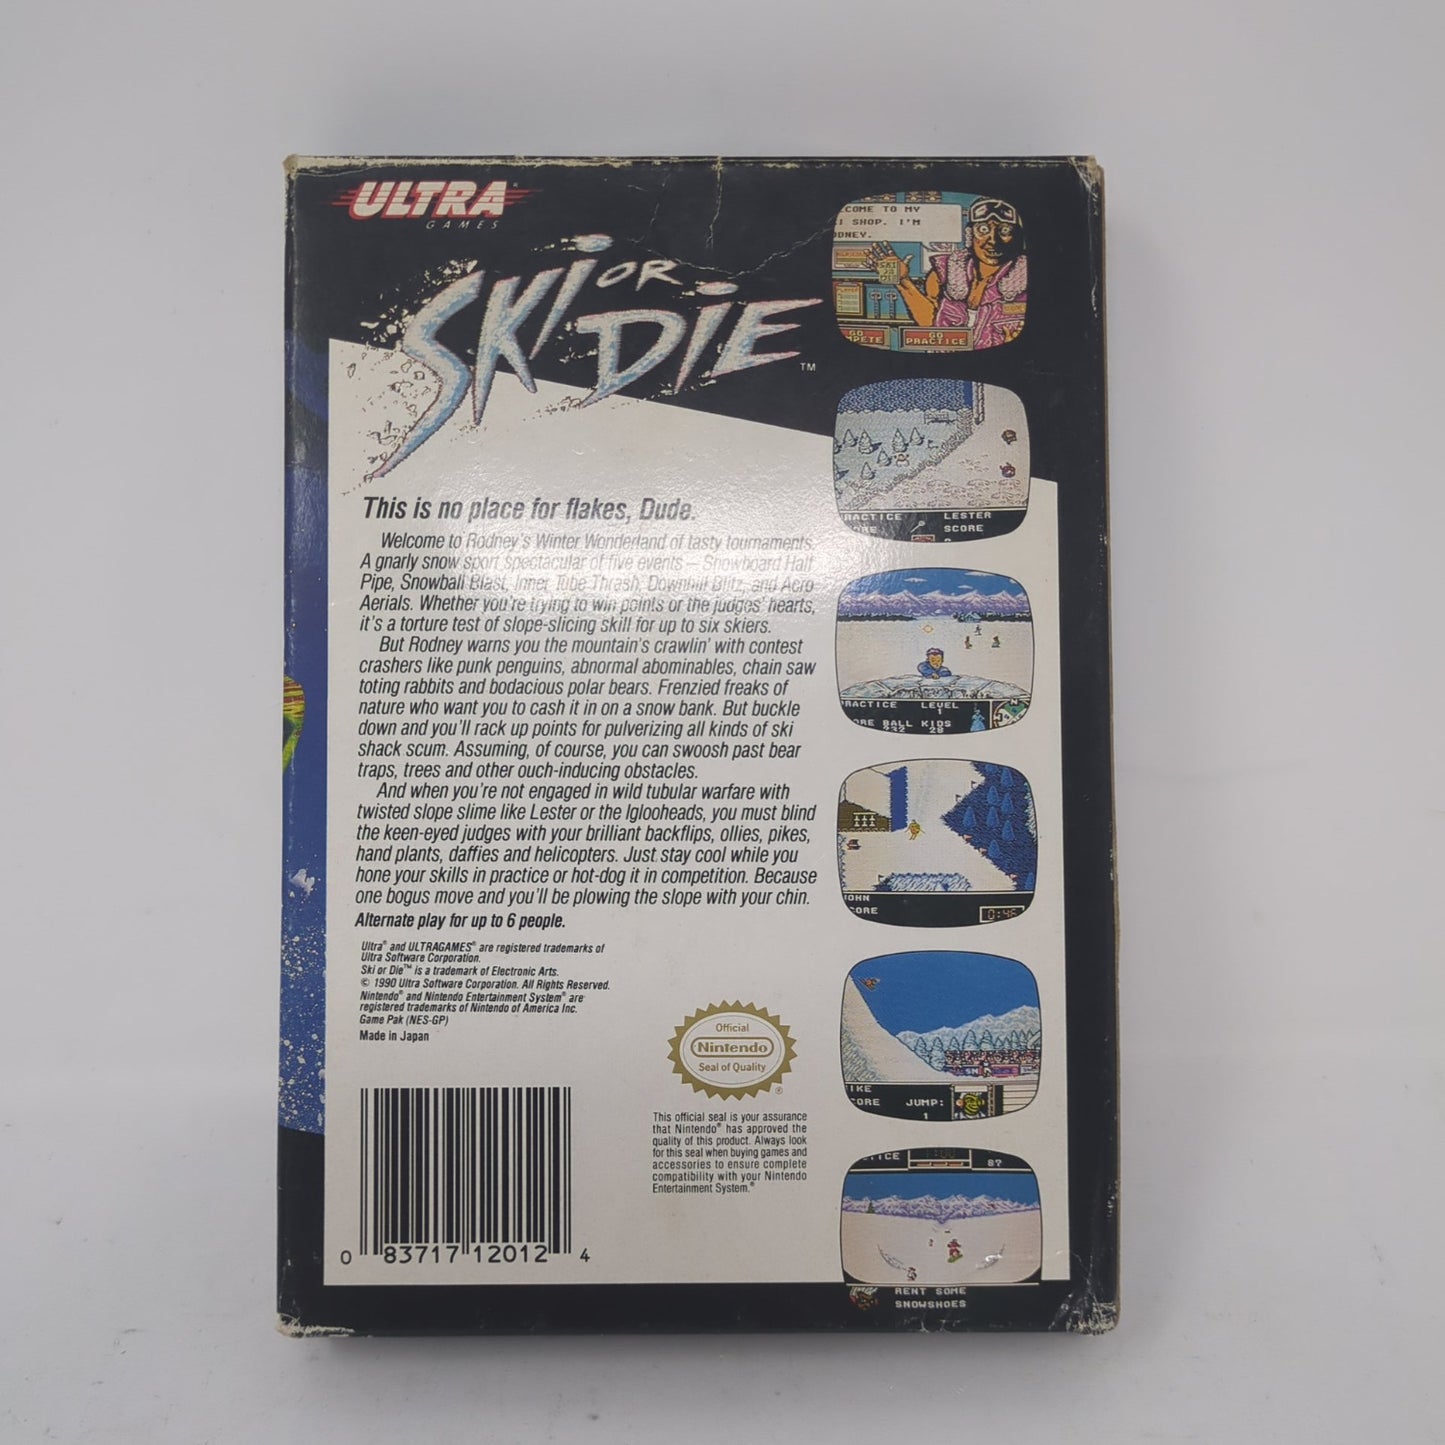 ULTRA
GAMES
SKI OR DIE™
This is no place for flakes, Dude.
Welcome to Rodney's Winter Wonderland of tasty tournaments.
A gnarly snow sport spectacular of five events – Snowboard Half
Pipe, Snowball Blast, Inner Tube Thrash, Downhill Blitz, and Acro
Aerials. Whether you're trying to win points or the judges' hearts,
it's a torture test of slope-slicing skill for up to six skiers.
But Rodney warns you the mountain's crawlin' with contest
crashers like punk penguins, abnormal abominables, chain saw
toting rabbits and bodacious polar bears. Frenzied freaks of
nature who want you to cash it in on a snow bank. But buckle
down and you'll rack up points for pulverizing all kinds of ski
shack scum. Assuming, of course, you can swoosh past bear
traps, trees and other ouch-inducing obstacles.
And when you're not engaged in wild tubular warfare with
twisted slope slime like Lester or the Iglooheads, you must blind
the keen-eyed judges with your brilliant backflips, ollies, pikes,
hand plants, daffies and helicopters. Just stay cool while you
hone your skills in practice or hot-dog it in competition. Because
one bogus move and you'll be plowing the slope with your chin.
Alternate play for up to 6 people.
Ultra® and ULTRAGAMES® are registered trademarks of
Ultra Software Corporation.
Ski or Die™ is a trademark of Electronic Arts.
© 1990 Ultra Software Corporation. All Rights Reserved.
Nintendo® and Nintendo Entertainment System® are
registered trademarks of Nintendo of America Inc.
Game Pak (NES-GP)
Made in Japan
0 83717 12012 4
Official
Nintendo
Seal of Quality
®
This official seal is your assurance
that Nintendo® has approved the
quality of this product. Always look
for this seal when buying games and
accessories to ensure complete
compatibility with your Nintendo
Entertainment System.®
ECOME TO MY
KI SHOP. I'M
ODNEY.
SKI
OR
DIE
GO
PETE
GO
PRACTICE
RACTICE LESTER
ORE SCORE
RACTICE LEVEL
1
ORE BALL KIDS
232 28
OHN
CORE
0:46
IKE
CORE JUMP:
1
TICE
87
RENT SOME
SNOWSHOES